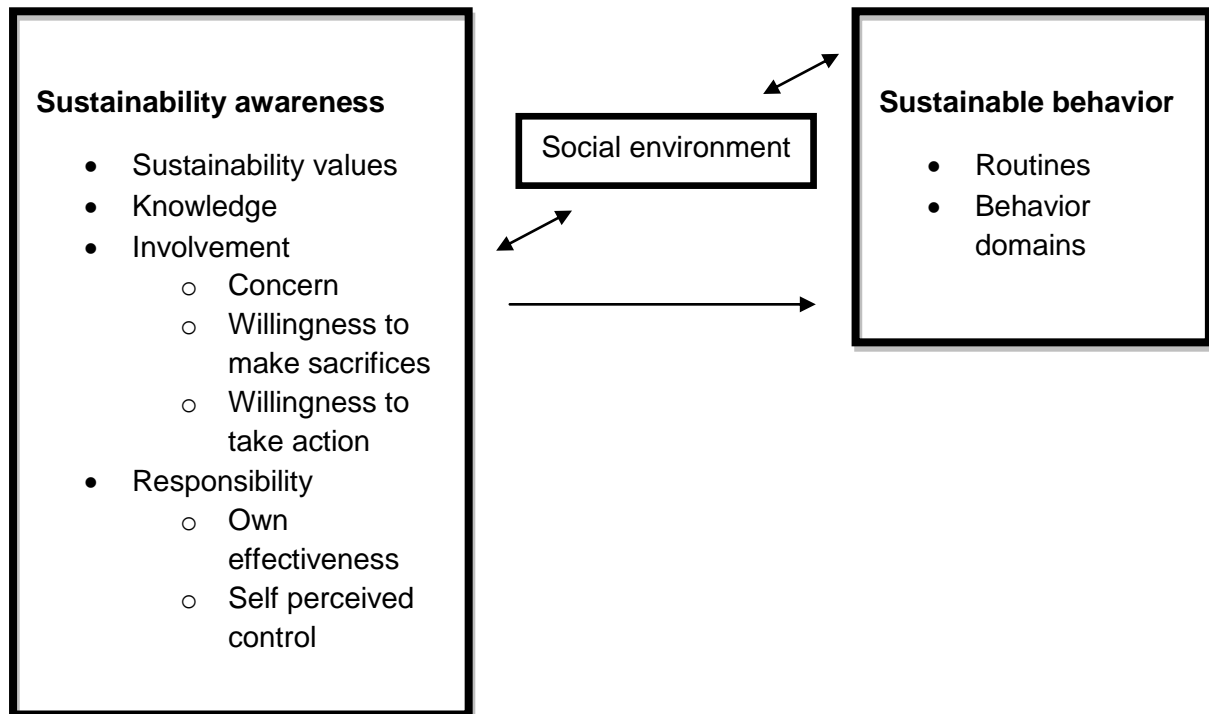 Sustainability awareness
• Sustainability values
• Knowledge
• Involvement
o Concern
o Willingness to
make sacrifices
o Willingness to
take action
• Responsibility
o Own
effectiveness
o Self perceived
control
Social environment
Sustainable behavior
• Routines
• Behavior
domains